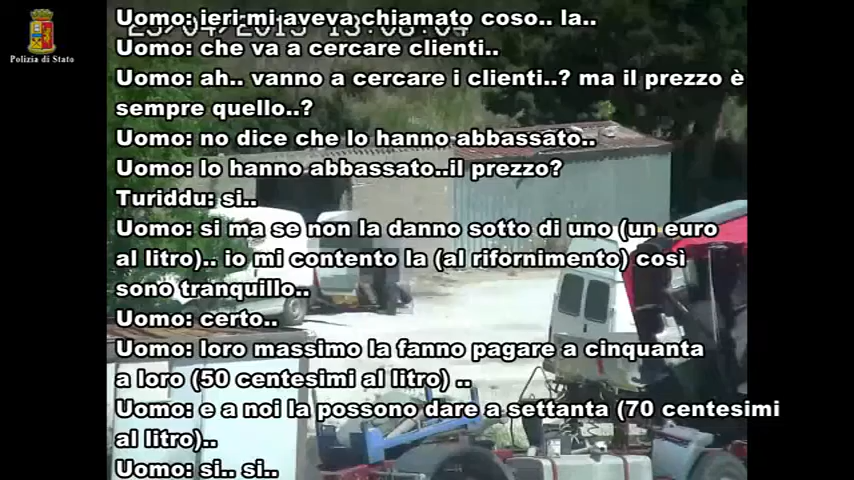 Uomo: ieri mi aveva chiamato coso.. la..
Uomo: che va a cercare clienti..
Polizia di Stato
Uomo: ah.. vanno a cercare i clienti..? ma il prezzo è
sempre quello..?
Uomo: no dice che lo hanno abbassato..
Uomo: lo hanno abbassato..il prezzo?
Turiddu: si..
Uomo: si ma se non la danno sotto di uno (un euro
al litro).. io mi contento la (al rifornimento) così
sono tranquillo..
Uomo: certo..
Uomo: loro massimo la fanno pagare a cinquanta
a loro (50 centesimi al litro) ..
Uomo: e a noi la possono dare a settanta (70 centesimi
al litro)..
Uomo: si.. si..